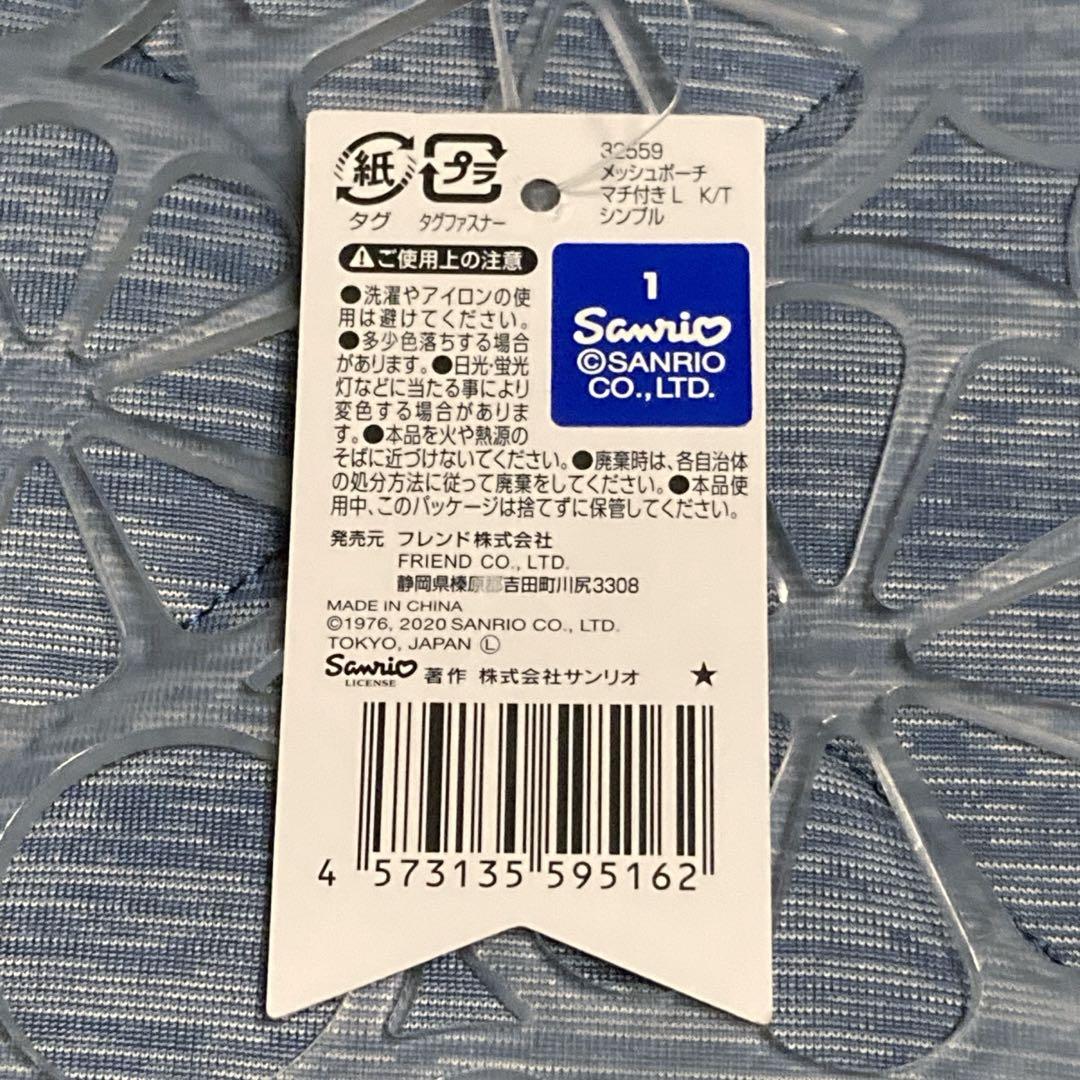 紙
プラ
タグ
タグファスナー
32559
メッシュポーチ
マチ付きL K/T
シンプル
ご使用上の注意
●洗濯やアイロンの使
用は避けてください。
●多少色落ちする場合
があります。●日光・蛍光
灯などに当たる事により
変色する場合がありま
す。●本品を火や熱源の
そばに近づけないでください。●廃棄時は、各自治体
の処分方法に従って廃棄をしてください。●本品使
用中、このパッケージは捨てずに保管してください。
1
Sanrio
©SANRIO
CO.,LTD.
発売元 フレンド株式会社
FRIEND CO., LTD.
静岡県榛原郡吉田町川尻3308
MADE IN CHINA
©1976, 2020 SANRIO CO., LTD.
TOKYO, JAPAN Ⓛ
Sanrio
LICENSE
著作 株式会社サンリオ ★
4 573135 595162